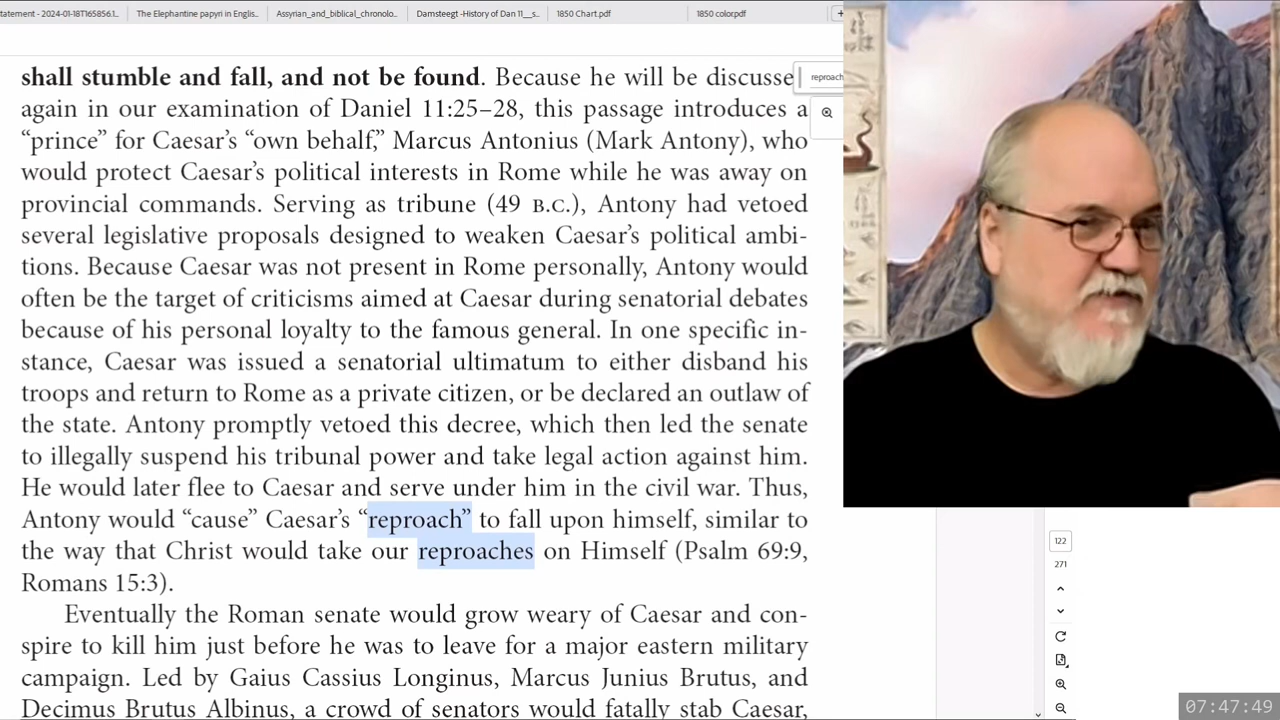 tatement - 2024-01-18T165856.1...
The Elephantine papyri in Englis...
Assyrian_and_biblical_chronolo...
Damsteegt -History of Dan 11__s...
1850 Chart.pdf
1850 color.pdf
shall stumble and fall, and not be found. Because he will be discusse
again in our examination of Daniel 11:25–28, this passage introduces a
“prince” for Caesar’s “own behalf,” Marcus Antonius (Mark Antony), who
would protect Caesar’s political interests in Rome while he was away on
provincial commands. Serving as tribune (49 B.C.), Antony had vetoed
several legislative proposals designed to weaken Caesar’s political ambi-
tions. Because Caesar was not present in Rome personally, Antony would
often be the target of criticisms aimed at Caesar during senatorial debates
because of his personal loyalty to the famous general. In one specific in-
stance, Caesar was issued a senatorial ultimatum to either disband his
troops and return to Rome as a private citizen, or be declared an outlaw of
the state. Antony promptly vetoed this decree, which then led the senate
to illegally suspend his tribunal power and take legal action against him.
He would later flee to Caesar and serve under him in the civil war. Thus,
Antony would “cause” Caesar’s “reproach” to fall upon himself, similar to
the way that Christ would take our reproaches on Himself (Psalm 69:9,
Romans 15:3).
Eventually the Roman senate would grow weary of Caesar and con-
spire to kill him just before he was to leave for a major eastern military
campaign. Led by Gaius Cassius Longinus, Marcus Junius Brutus, and
Decimus Brutus Albinus, a crowd of senators would fatally stab Caesar,
reproach
122
271
07:47:49